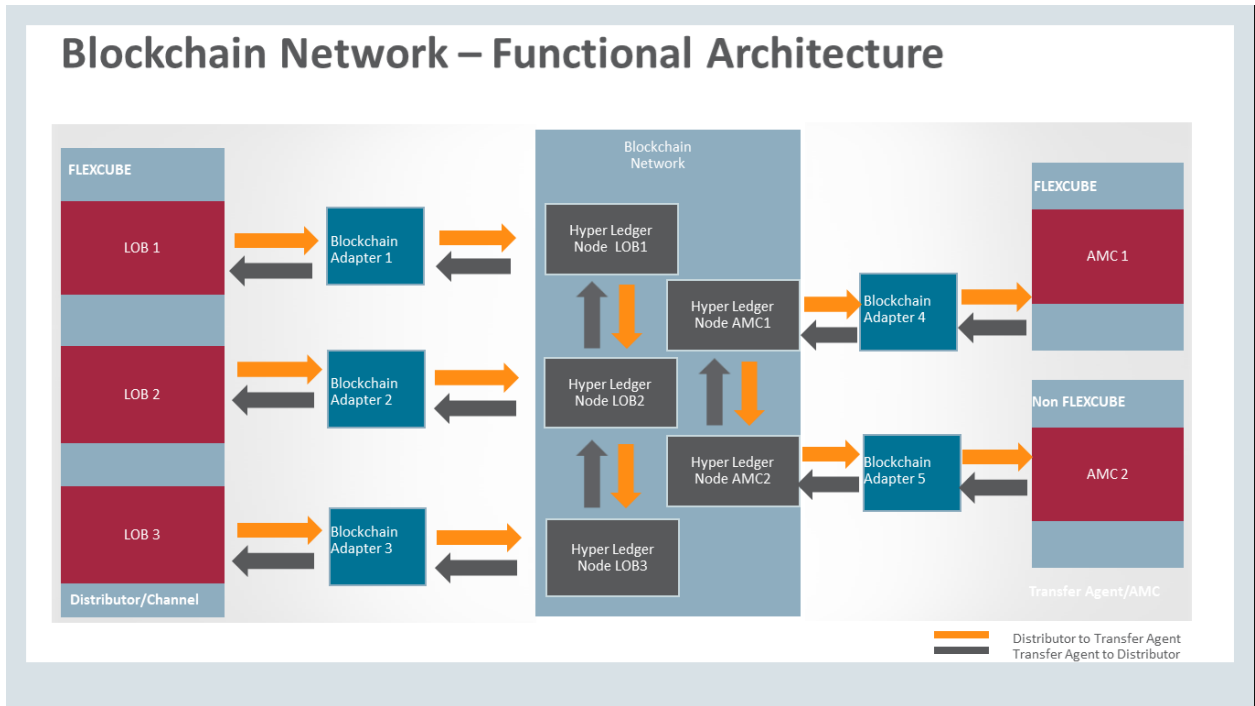 Blockchain Network – Functional Architecture
FLEXCUBE
LOB 1
LOB 2
LOB 3
Distributor/Channel
Blockchain
Adapter 1
Blockchain
Adapter 2
Blockchain
Adapter 3
Blockchain
Network
Hyper Ledger
Node LOB1
Hyper Ledger
Node AMC1
Hyper Ledger
Node LOB2
Hyper Ledger
Node AMC2
Hyper Ledger
Node LOB3
Blockchain
Adapter 4
Blockchain
Adapter 5
FLEXCUBE
AMC 1
Non FLEXCUBE
AMC 2
Transfer Agent/AMC
Distributor to Transfer Agent
Transfer Agent to Distributor